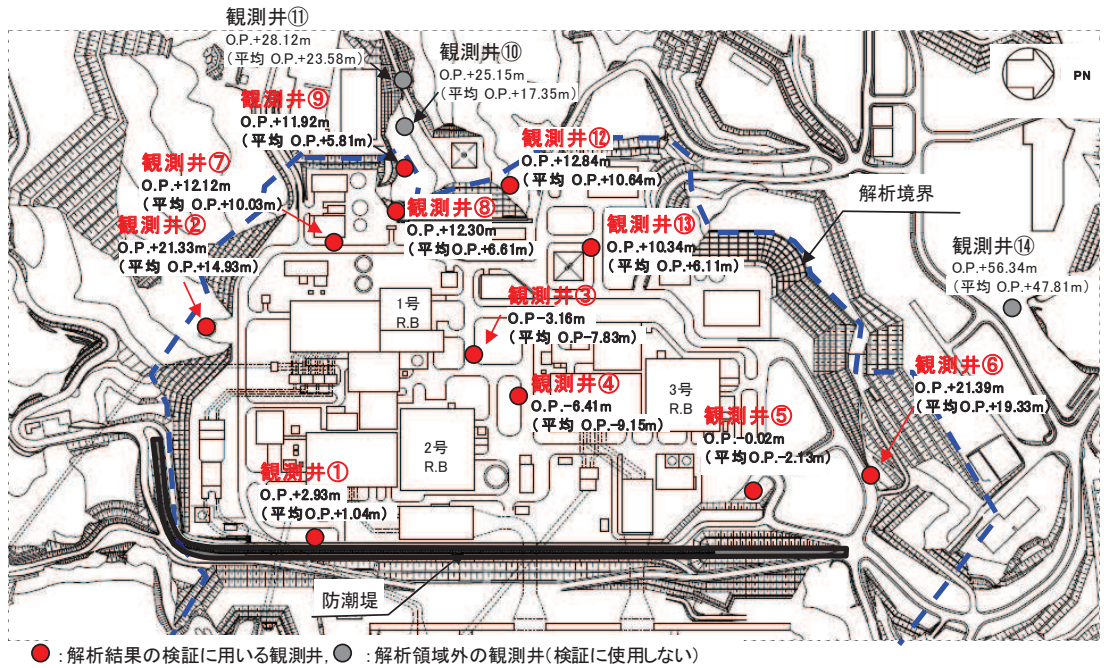 観測井⑪
O.P.+28.12m
(平均 O.P.+23.58m)
観測井⑩
O.P.+25.15m
(平均 O.P.+17.35m)
PN
観測井⑨
O.P.+11.92m
(平均 O.P.+5.81m)
観測井⑫
O.P.+12.84m
(平均 O.P.+10.64m)
観測井⑦
O.P.+12.12m
(平均 O.P.+10.03m)
解析境界
観測井②
O.P.+21.33m
(平均 O.P.+14.93m)
観測井⑧
O.P.+12.30m
(平均O.P.+6.61m)
観測井⑬
O.P.+10.34m
(平均O.P.+6.11m)
観測井⑭
O.P.+56.34m
(平均 O.P.+47.81m)
1号
R.B
観測井③
O.P-3.16m
(平均 O.P-7.83m)
観測井⑥
O.P.+21.39m
(平均O.P.+19.33m)
観測井④
O.P.-6.41m
(平均 O.P.-9.15m)
3号
R.B
観測井⑤
O.P.-0.02m
(平均O.P.-2.13m)
2号
R.B
観測井①
O.P.+2.93m
(平均O.P.+1.04m)
防潮堤
:解析結果の検証に用いる観測井, :解析領域外の観測井(検証に使用しない)